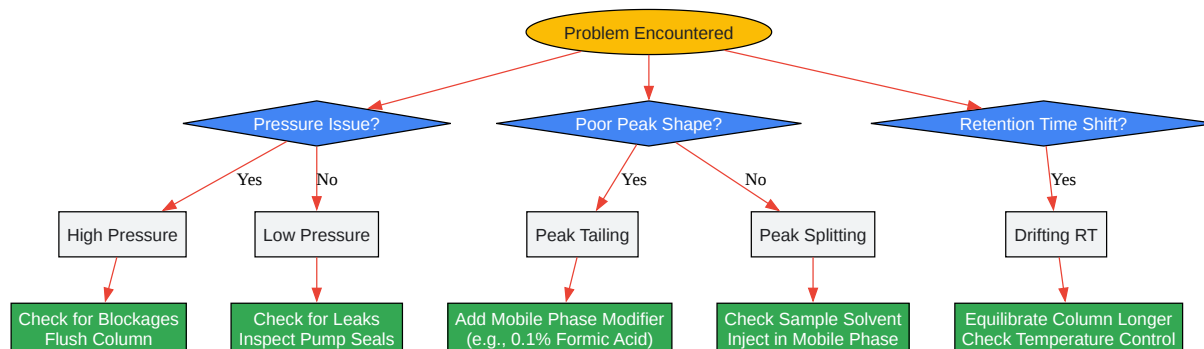 Problem Encountered
Pressure Issue?
Poor Peak Shape?
Retention Time Shift?
Yes
No
Yes
No
Yes
High Pressure
Low Pressure
Peak Tailing
Peak Splitting
Drifting RT
Check for Blockages
Flush Column
Check for Leaks
Inspect Pump Seals
Add Mobile Phase Modifier
(e.g., 0.1% Formic Acid)
Check Sample Solvent
Inject in Mobile Phase
Equilibrate Column Longer
Check Temperature Control